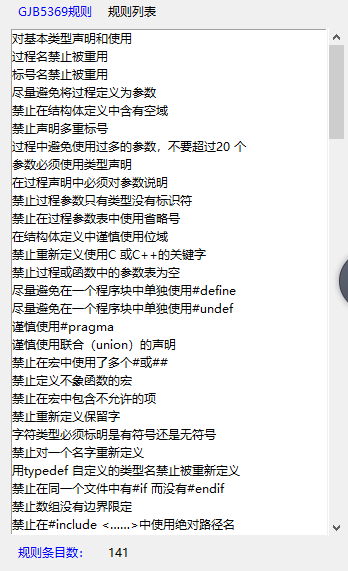 GJB5369规则 规则列表
对基本类型声明和使用
过程名禁止被重用
标号名禁止被重用
尽量避免将过程定义为参数
禁止在结构体定义中含有空域
禁止声明多重标号
过程中避免使用过多的参数，不要超过20 个
参数必须使用类型声明
在过程声明中必须对参数说明
禁止过程参数只有类型没有标识符
禁止在过程参数表中使用省略号
在结构体定义中谨慎使用位域
禁止重新定义使用C 或C++的关键字
禁止过程或函数中的参数表为空
尽量避免在一个程序块中单独使用#define
尽量避免在一个程序块中单独使用#undef
谨慎使用#pragma
谨慎使用联合（union）的声明
禁止在宏中使用了多个#或##
禁止定义不象函数的宏
禁止在宏中包含不允许的项
禁止重新定义保留字
字符类型必须标明是有符号还是无符号
禁止对一个名字重新定义
用typedef 自定义的类型名禁止被重新定义
禁止在同一个文件中有#if 而没有#endif
禁止数组没有边界限定
禁止在#include <......>中使用绝对路径名
规则条目数： 141